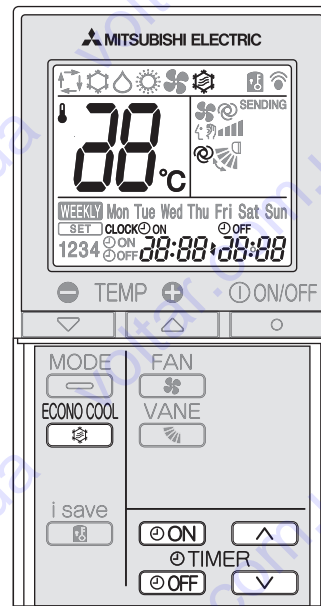 MITSUBISHI ELECTRIC
SENDING
88°C
WEEKLY Mon Tue Wed Thu Fri Sat Sun
SET CLOCK ON OFF
1234 ON OFF 88:88 88:88
TEMP ON/OFF
MODE FAN
ECONO COOL VANE
i save
ON
TIMER
OFF